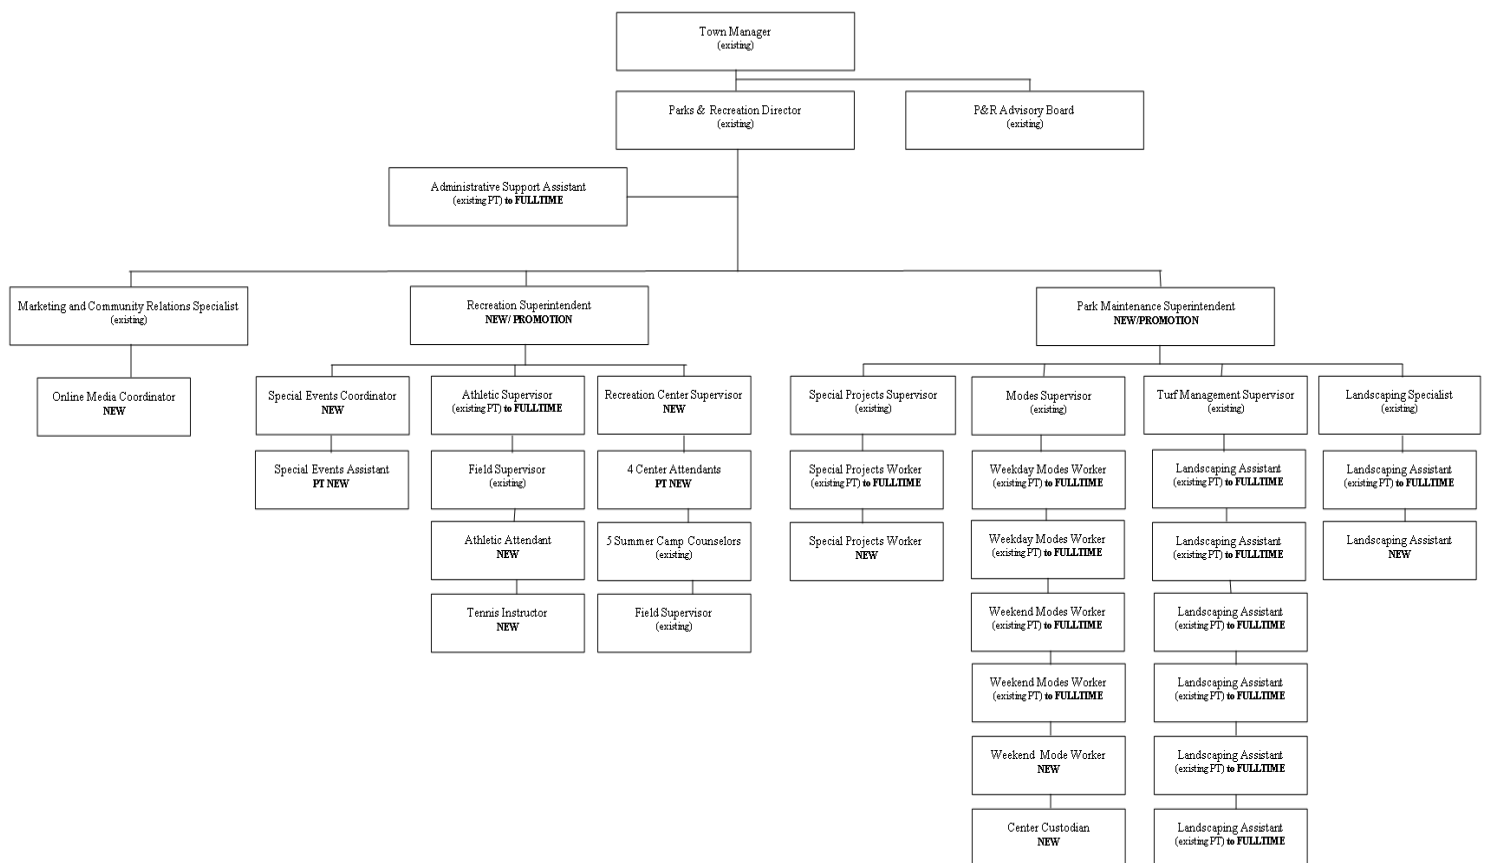 Town Manager
(existing)
Parks & Recreation Director
(existing)
P&R Advisory Board
(existing)
Administrative Support Assistant
(existing PT) to FULLTIME
Marketing and Community Relations Specialist
(existing)
Recreation Superintendent
NEW/ PROMOTION
Park Maintenance Superintendent
NEW/PROMOTION
Online Media Coordinator
NEW
Special Events Coordinator
NEW
Special Events Assistant
PT NEW
Athletic Supervisor
(existing PT) to FULLTIME
Field Supervisor
(existing)
Athletic Attendant
NEW
Tennis Instructor
NEW
Recreation Center Supervisor
NEW
4 Center Attendants
PT NEW
5 Summer Camp Counselors
(existing)
Field Supervisor
(existing)
Special Projects Supervisor
(existing)
Special Projects Worker
(existing PT) to FULLTIME
Special Projects Worker
NEW
Modes Supervisor
(existing)
Weekday Modes Worker
(existing PT) to FULLTIME
Weekday Modes Worker
(existing PT) to FULLTIME
Weekend Modes Worker
(existing PT) to FULLTIME
Weekend Modes Worker
(existing PT) to FULLTIME
Weekend Mode Worker
NEW
Center Custodian
NEW
Turf Management Supervisor
(existing)
Landscaping Assistant
(existing PT) to FULLTIME
Landscaping Assistant
(existing PT) to FULLTIME
Landscaping Assistant
(existing PT) to FULLTIME
Landscaping Assistant
(existing PT) to FULLTIME
Landscaping Assistant
(existing PT) to FULLTIME
Landscaping Assistant
(existing PT) to FULLTIME
Landscaping Specialist
(existing)
Landscaping Assistant
(existing PT) to FULLTIME
Landscaping Assistant
NEW